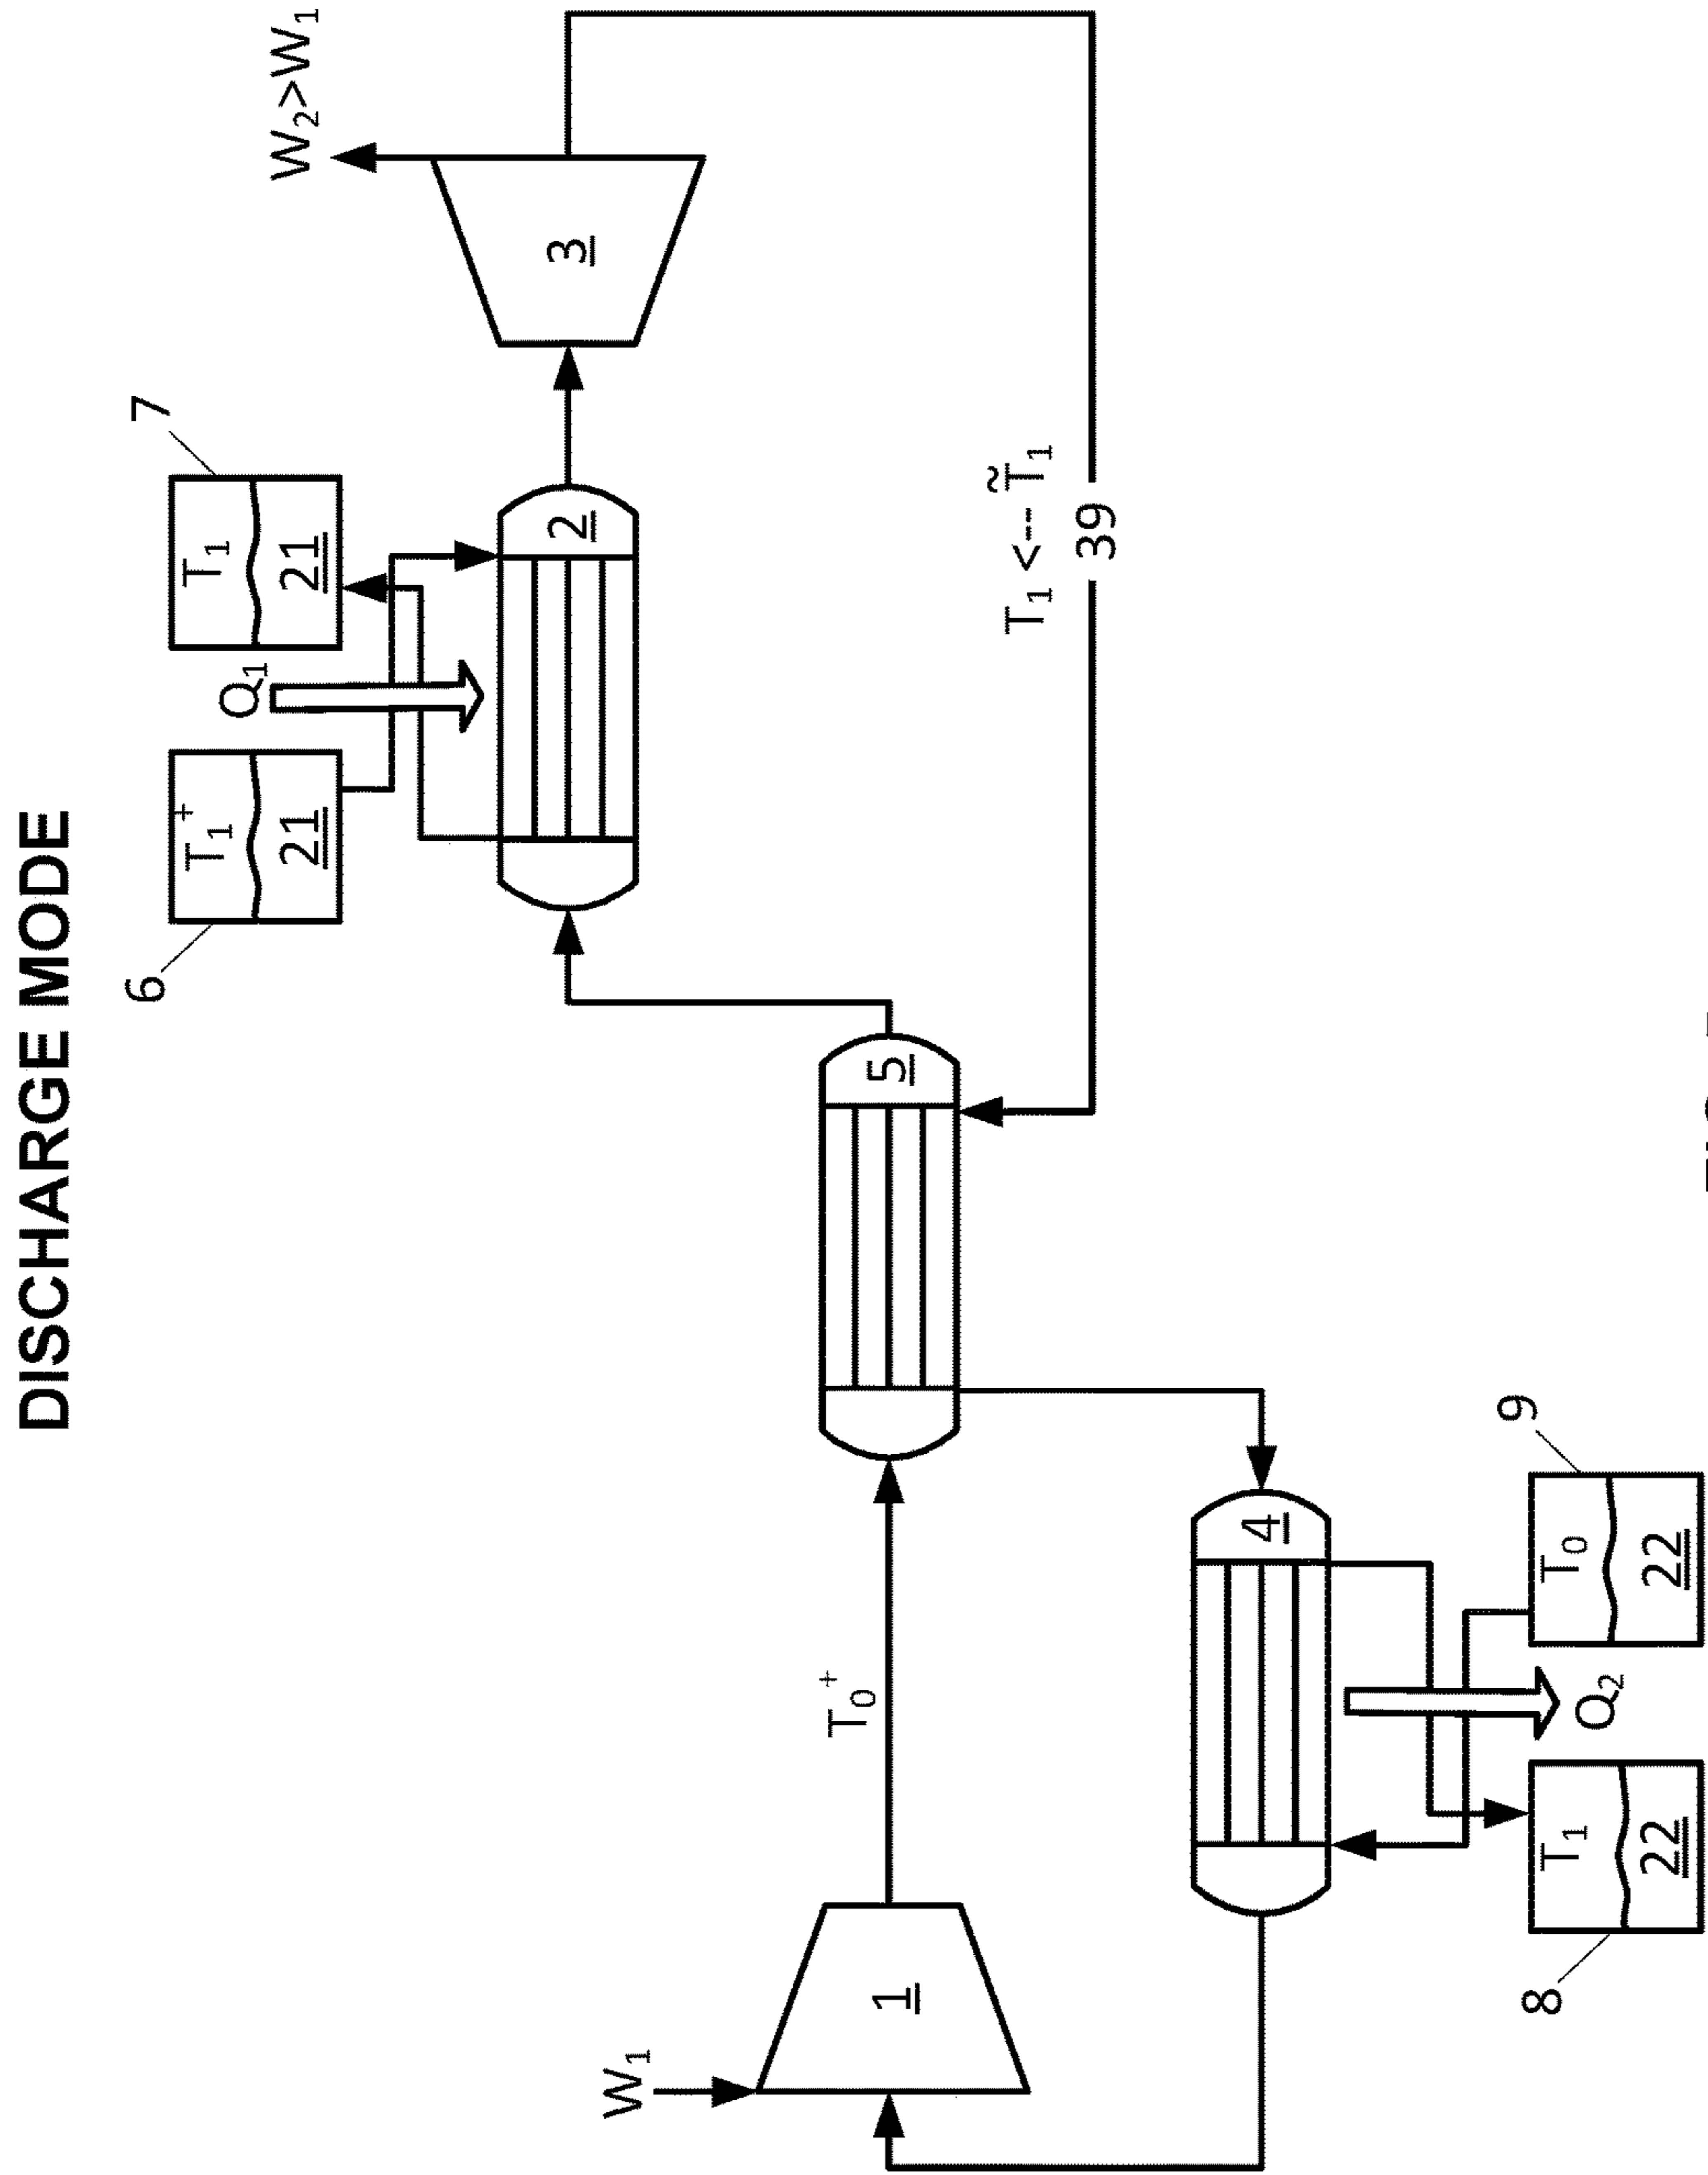 DISCHARGE MODE
6
7
T₁⁺
21
Q₁
T₁
21
W₂>W₁
2
3
5
T₁ <-- T̃₁
39
W₁
1
T₀⁺
4
8
9
T₁
22
Q₂
T₀
22